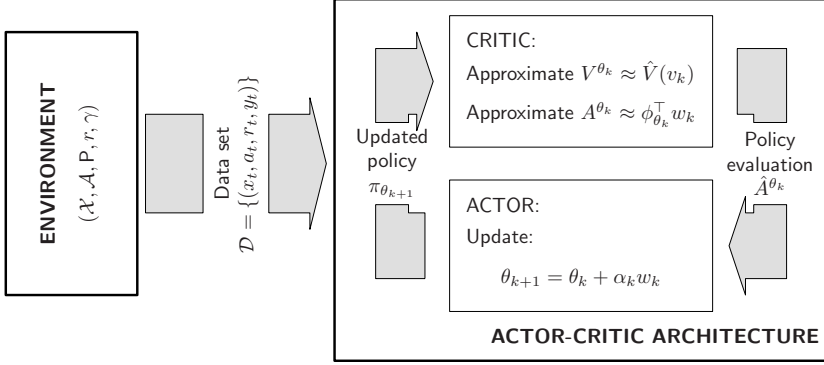 ENVIRONMENT
(𝒳, 𝒜, P, r, γ)
Data set
𝒟 = {(x_t, a_t, r_t, y_t)}
CRITIC:
Approximate V^{θ_k} ≈ V̂(v_k)
Approximate A^{θ_k} ≈ ϕ_{θ_k}^⊤ w_k
Updated
policy
π_{θ_{k+1}}
Policy
evaluation
Â^{θ_k}
ACTOR:
Update:
θ_{k+1} = θ_k + α_k w_k
ACTOR-CRITIC ARCHITECTURE